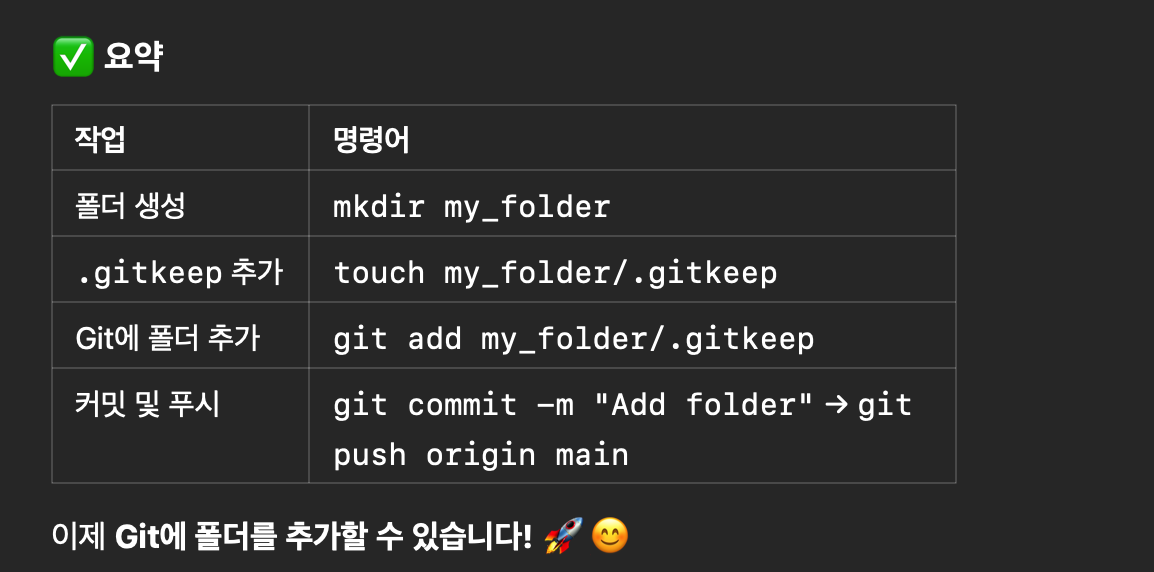 ✅ 요약
작업 명령어
폴더 생성 mkdir my_folder
.gitkeep 추가 touch my_folder/.gitkeep
Git에 폴더 추가 git add my_folder/.gitkeep
커밋 및 푸시 git commit -m "Add folder" → git
push origin main
이제 Git에 폴더를 추가할 수 있습니다! 🚀 😊